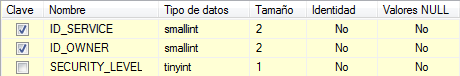 Clave Nombre Tipo de datos Tamaño Identidad Valores NULL
ID_SERVICE smallint 2 No No
ID_OWNER smallint 2 No No
SECURITY_LEVEL tinyint 1 No No